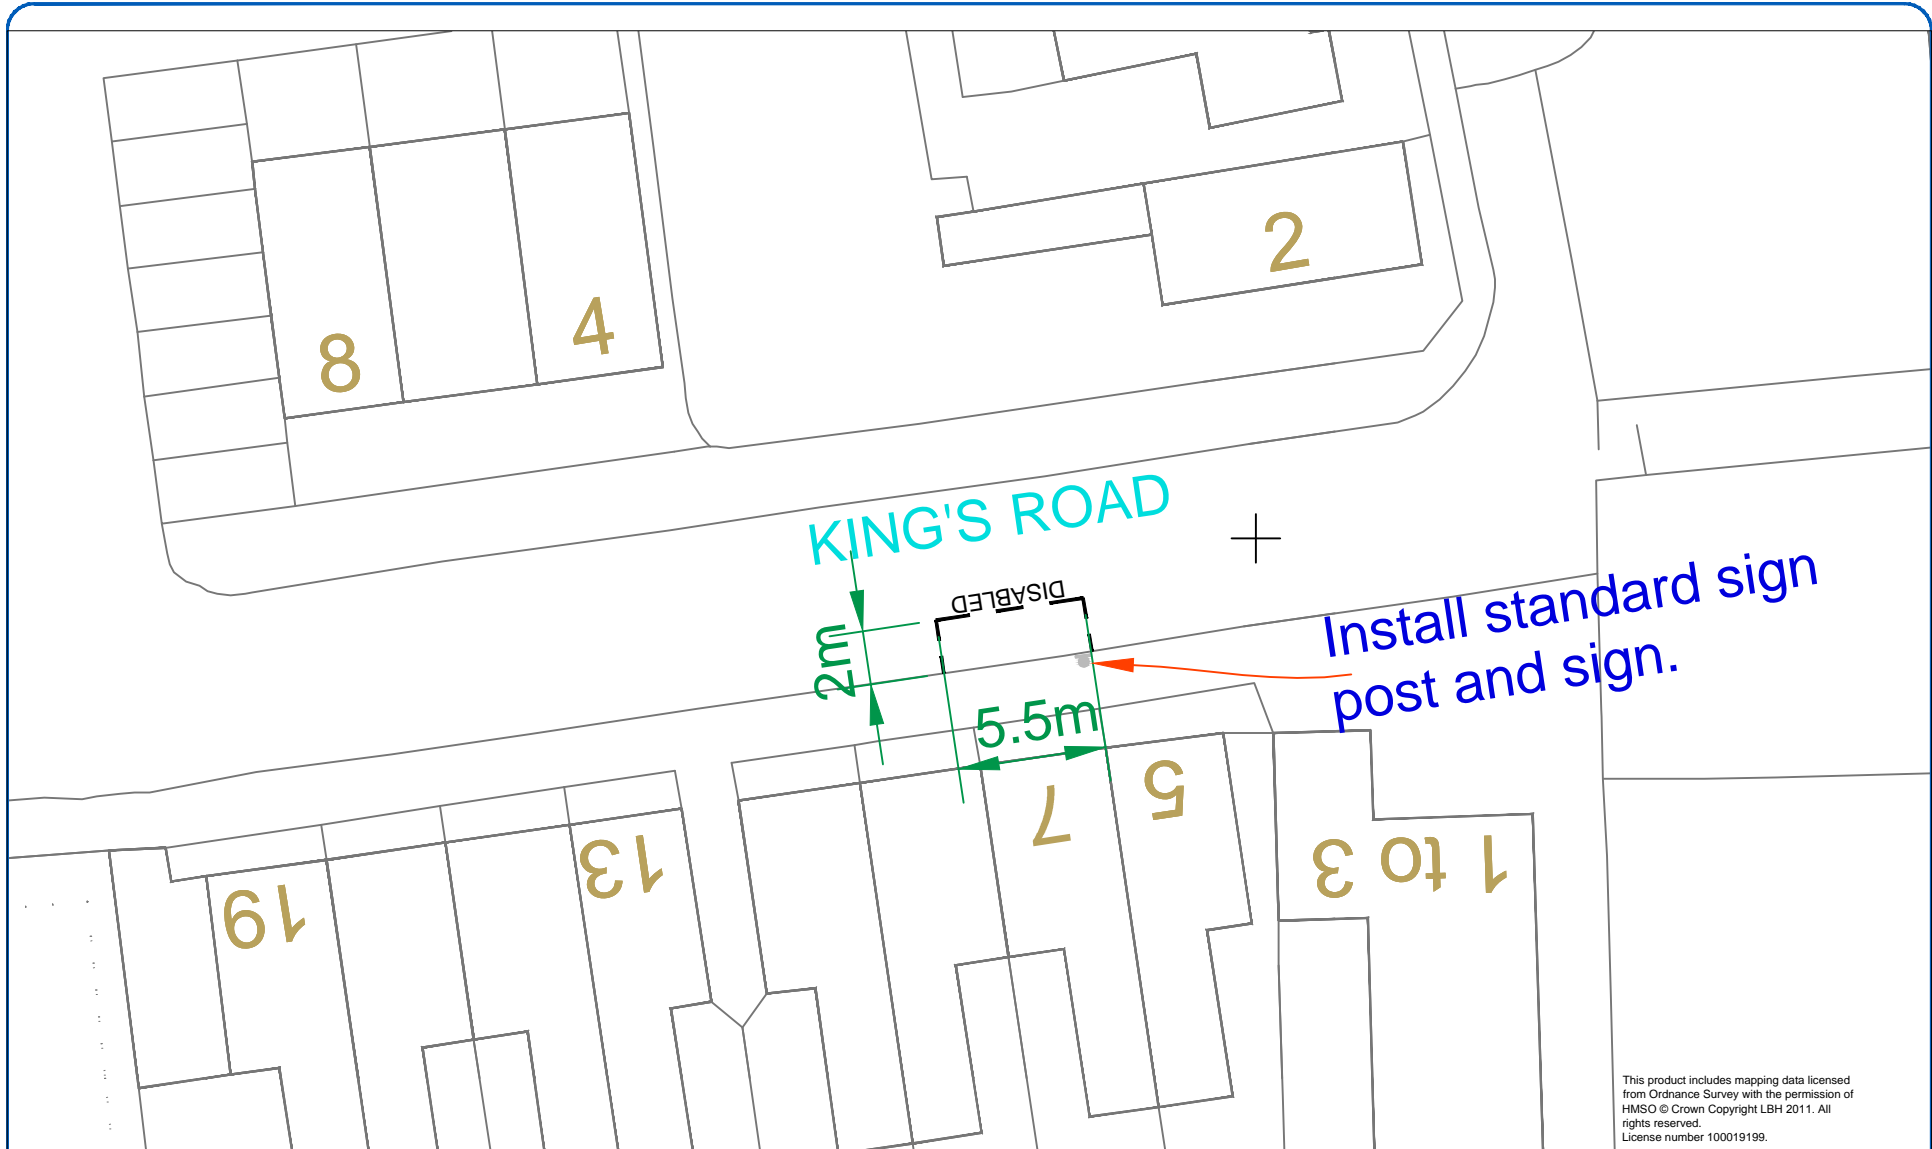 2
4
8
KING'S ROAD
DISABLED
Install standard sign
post and sign.
2m
5.5m
7
5
13
19
1 to 3
This product includes mapping data licensed
from Ordnance Survey with the permission of
HMSO © Crown Copyright LBH 2011. All
rights reserved.
License number 100019199.